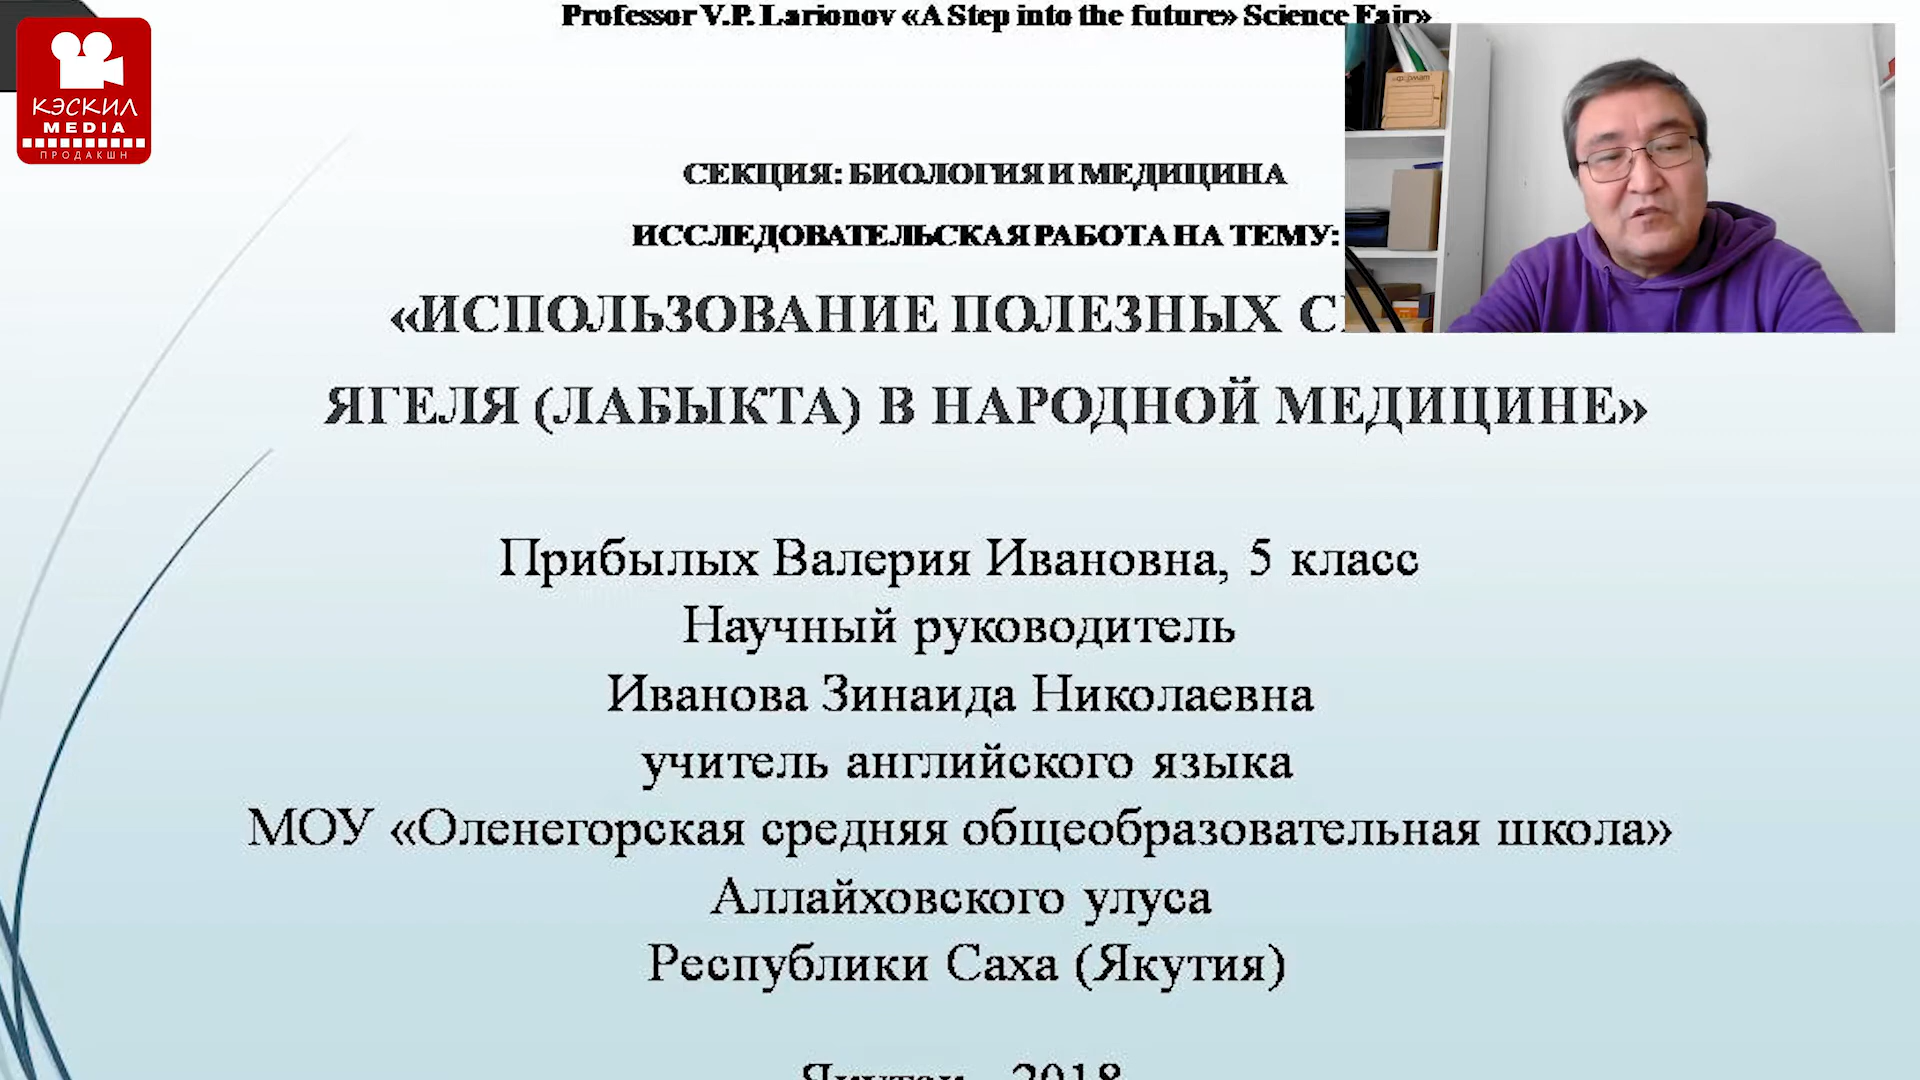 Professor V.P. Larionov «A Step into the future» Science Fair»
КЭСКИЛ
MEDIA
ПРОДАКШН
СЕКЦИЯ: БИОЛОГИЯ И МЕДИЦИНА
ИССЛЕДОВАТЕЛЬСКАЯ РАБОТА НА ТЕМУ:
«ИСПОЛЬЗОВАНИЕ ПОЛЕЗНЫХ
ЯГЕЛЯ (ЛАБЫКТА) В НАРОДНОЙ МЕДИЦИНЕ»
Прибылых Валерия Ивановна, 5 класс
Научный руководитель
Иванова Зинаида Николаевна
учитель английского языка
МОУ «Оленегорская средняя общеобразовательная школа»
Аллайховского улуса
Республики Саха (Якутия)
2018